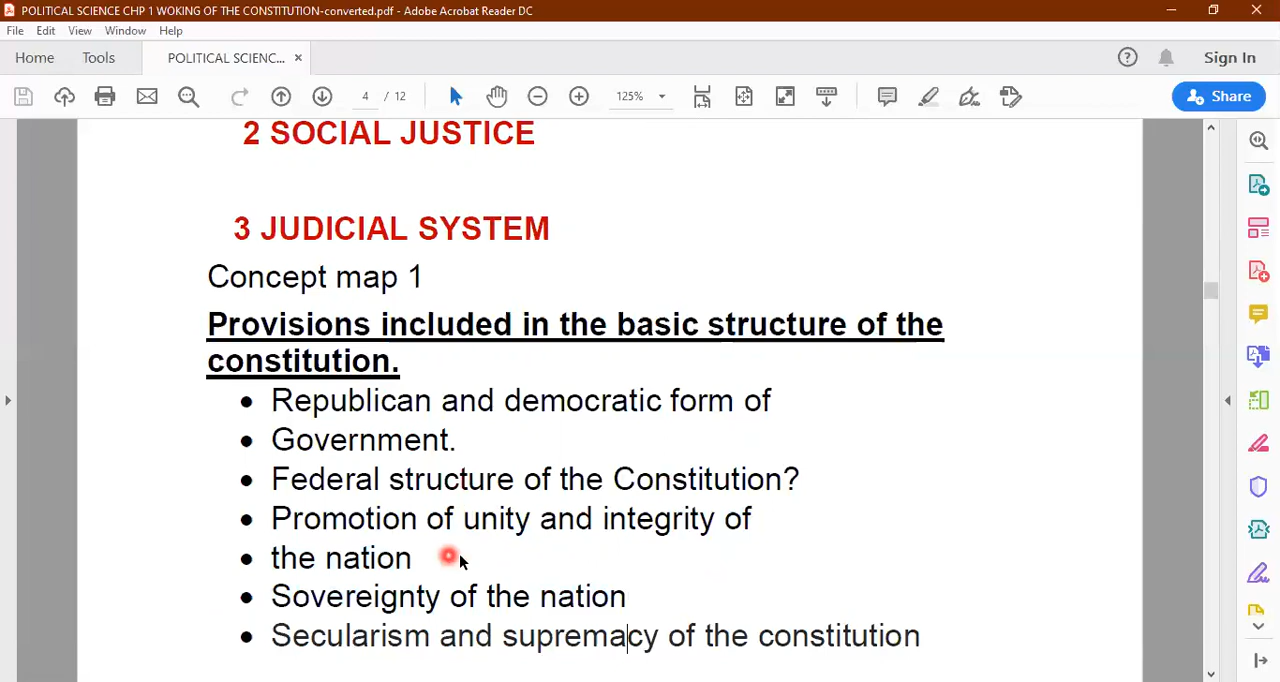 POLITICAL SCIENCE CHP 1 WOKING OF THE CONSTITUTION-converted.pdf - Adobe Acrobat Reader DC
File Edit View Window Help
Home Tools POLITICAL SCIENC... × Sign In
4 / 12 125% Share
2 SOCIAL JUSTICE
3 JUDICIAL SYSTEM
Concept map 1
Provisions included in the basic structure of the
constitution.
• Republican and democratic form of
• Government.
• Federal structure of the Constitution?
• Promotion of unity and integrity of
• the nation
• Sovereignty of the nation
• Secularism and supremacy of the constitution